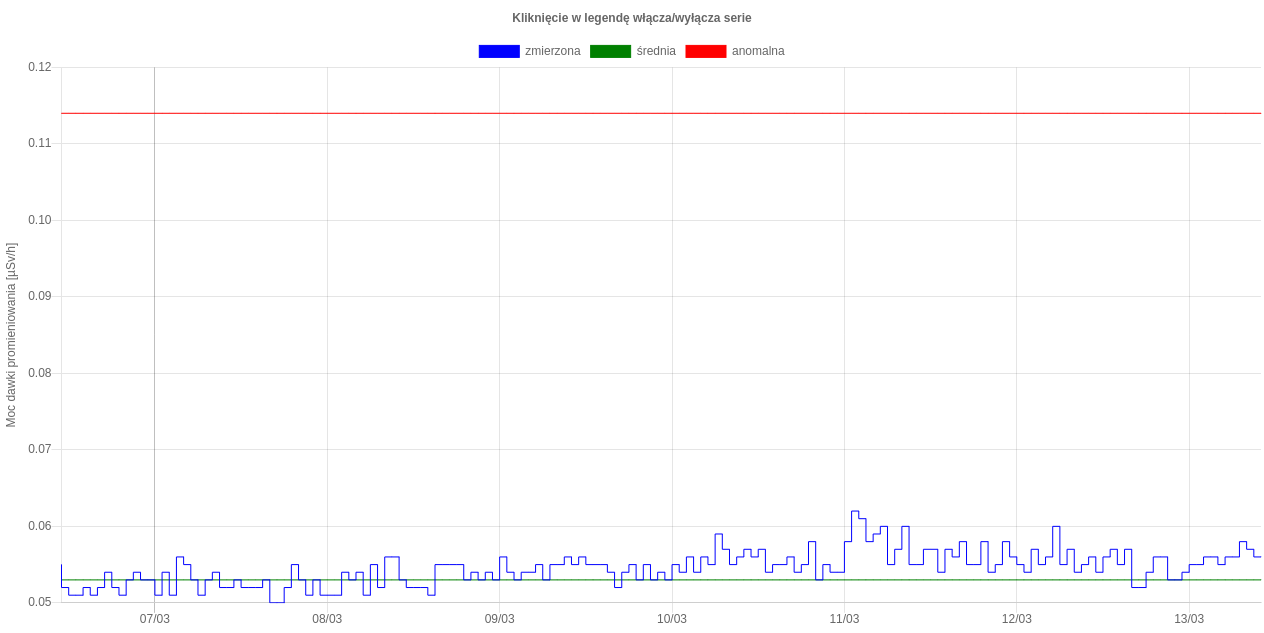 Kliknięcie w legendę włącza/wyłącza serie
zmierzona średnia anomalna
0.12
0.11
0.10
0.09
0.08
0.07
0.06
0.05
Moc dawki promieniowania [µSv/h]
07/03 08/03 09/03 10/03 11/03 12/03 13/03